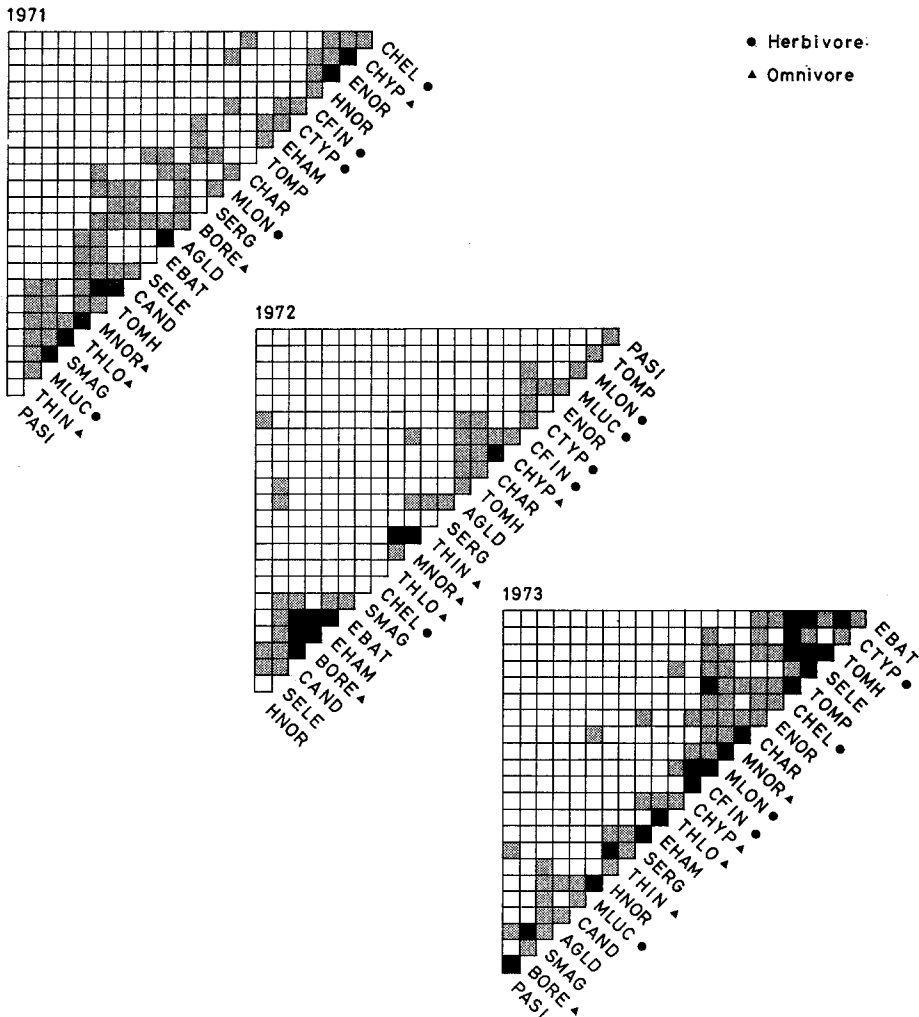 1971
● Herbivore
▲ Omnivore
CHEL ●
CHYP ▲
ENOR
HNOR
CFIN ●
CTYP ●
EHAM
TOMP
CHAR
MLON ●
SERG
BORE ▲
AGLD
EBAT
SELE
CAND
TOMH
MNOR ▲
THLO ▲
SMAG
MLUC ●
THIN ▲
PASI
1972
PASI
TOMP
MLON ●
MLUC ●
ENOR
CTYP ●
CFIN ●
CHYP ▲
CHAR
TOMH
AGLD
SERG
THIN ▲
MNOR ▲
THLO ▲
CHEL ●
SMAG
EBAT
EHAM
BORE ▲
CAND
SELE
HNOR
1973
EBAT
CTYP ●
TOMH
SELE
TOMP
CHEL ●
ENOR
CHAR
MNOR ▲
MLON ●
CFIN ●
CHYP ▲
THLO ▲
EHAM
SERG
THIN ▲
HNOR
MLUC ●
CAND
AGLD
SMAG
BORE ▲
PASI